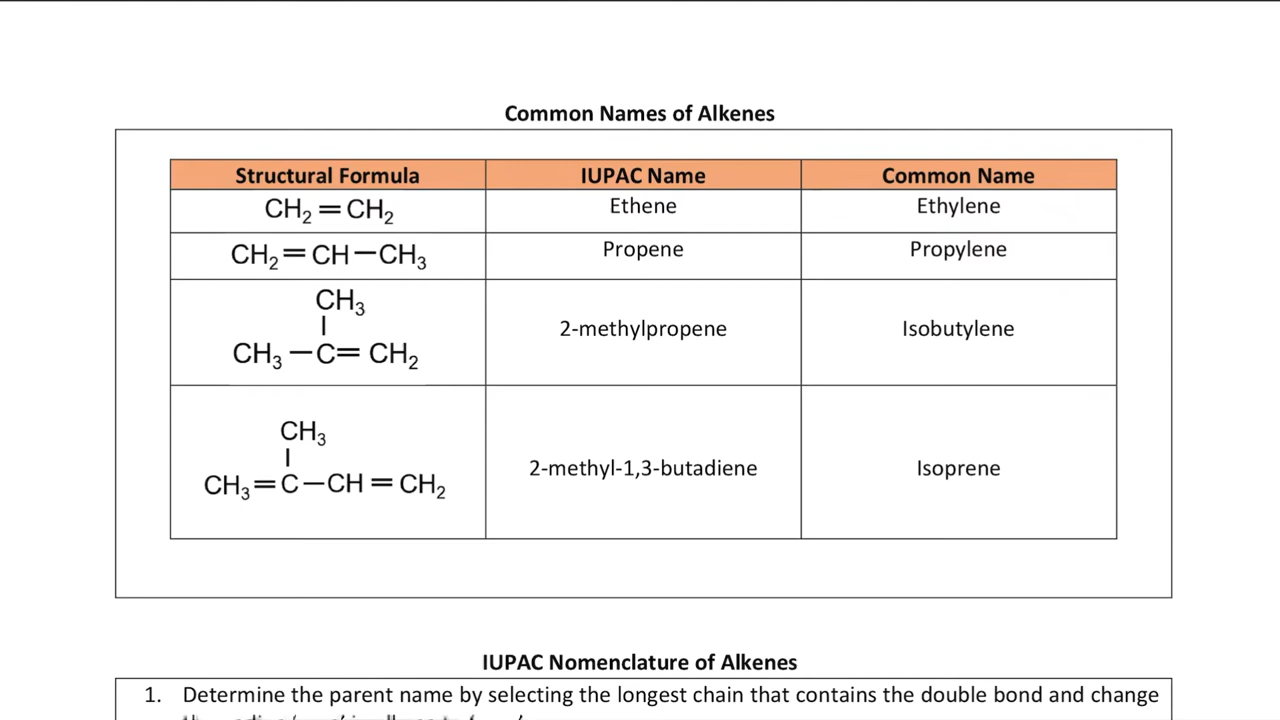 Common Names of Alkenes
Structural Formula IUPAC Name Common Name
CH₂=CH₂ Ethene Ethylene
CH₂=CH—CH₃ Propene Propylene
CH₃
|
CH₃—C=CH₂ 2-methylpropene Isobutylene
CH₃
|
CH₃=C—CH=CH₂ 2-methyl-1,3-butadiene Isoprene
IUPAC Nomenclature of Alkenes
1. Determine the parent name by selecting the longest chain that contains the double bond and change